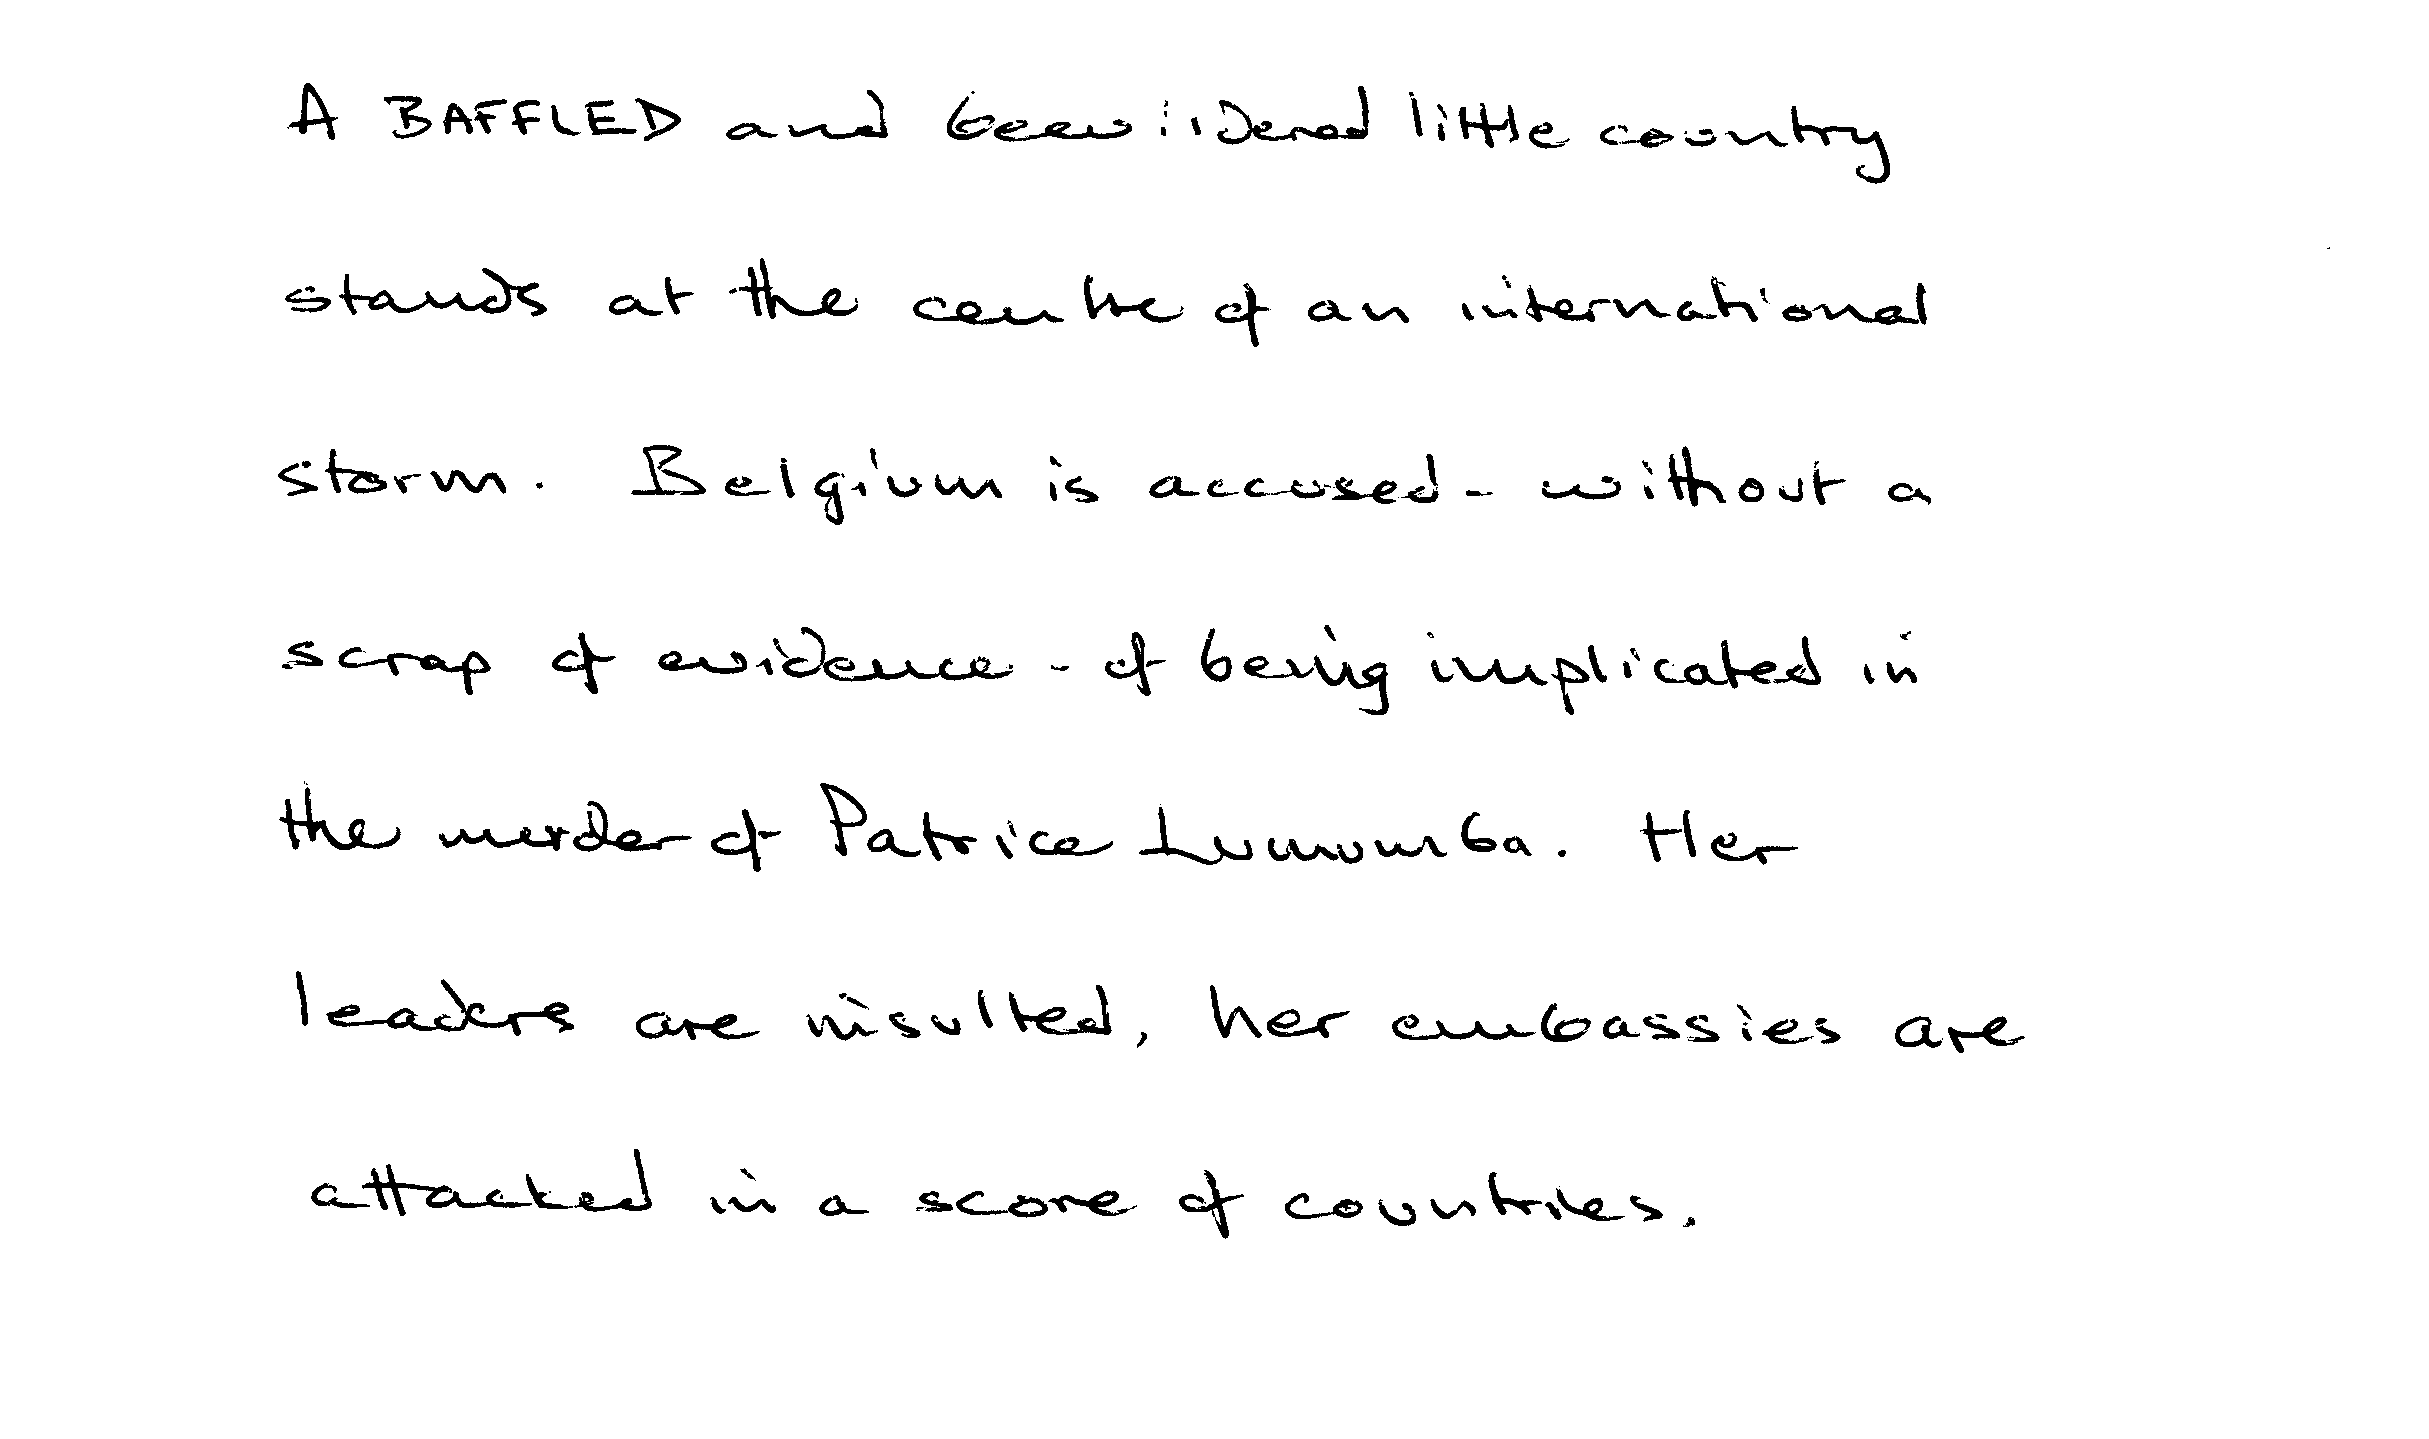 A BAFFLED and beewildered little country
stands at the centre of an international
storm. Belgium is accused - without a
scrap of evidence - of being implicated in
the murder of Patrice Lumumba. Her
leaders are insulted, her embassies are
attacked in a score of countries.